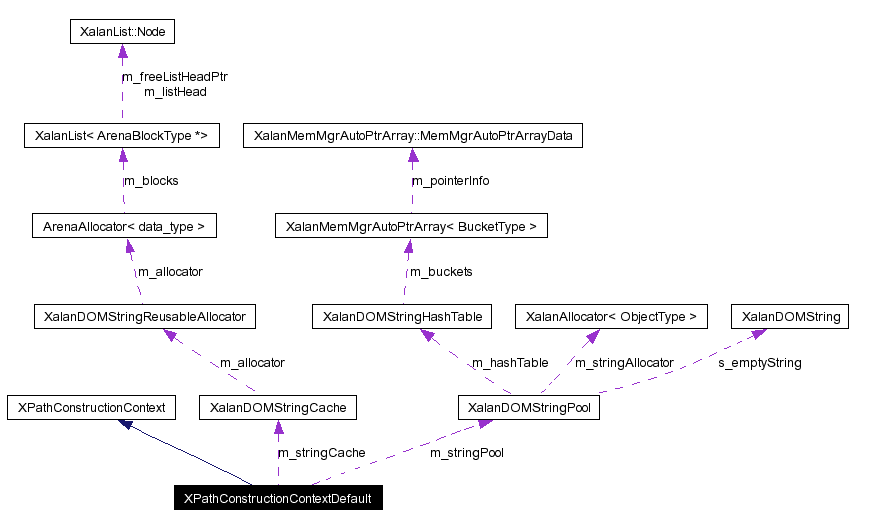 XalanList::Node
m_freeListHeadPtr
m_listHead
XalanList< ArenaBlockType *>
XalanMemMgrAutoPtrArray::MemMgrAutoPtrArrayData
m_blocks
m_pointerInfo
ArenaAllocator< data_type >
XalanMemMgrAutoPtrArray< BucketType >
m_allocator
m_buckets
XalanDOMStringReusableAllocator
XalanDOMStringHashTable
XalanAllocator< ObjectType >
XalanDOMString
m_allocator
m_hashTable
m_stringAllocator
s_emptyString
XPathConstructionContext
XalanDOMStringCache
XalanDOMStringPool
m_stringCache
m_stringPool
XPathConstructionContextDefault